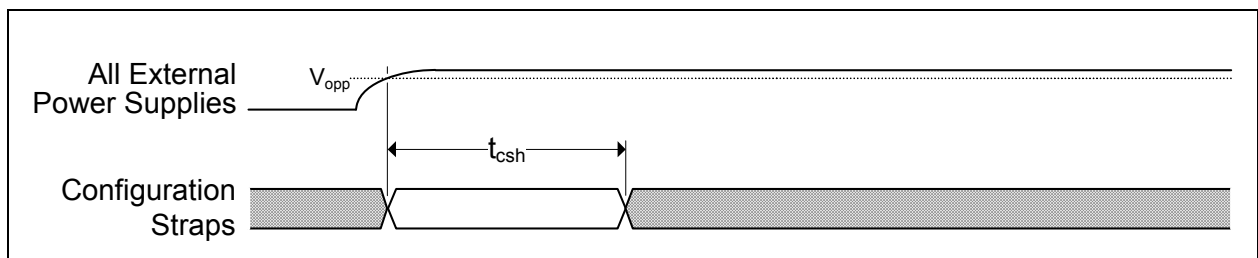 All External
Power Supplies
Vopp
tcsh
Configuration
Straps